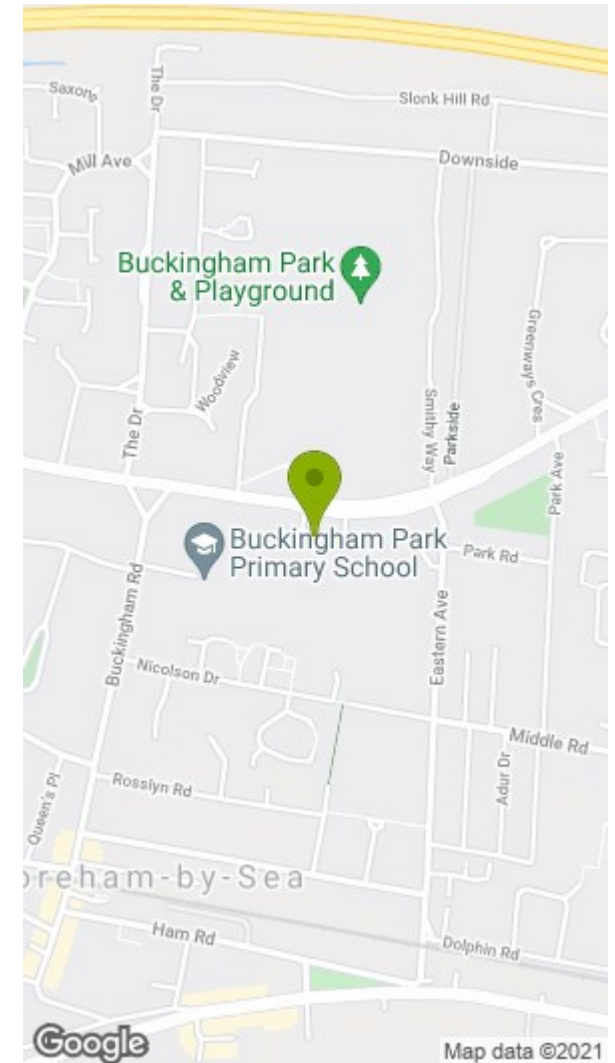 Saxons
The Dr
Slonk Hill Rd
Mill Ave
Downside
Buckingham Park
& Playground
Greenways Cres
Woodview
Smithy Way
Parkside
The Dr
Park Ave
Buckingham Park
Primary School
Park Rd
Buckingham Rd
Eastern Ave
Nicolson Dr
Middle Rd
Adur Dr
Rosslyn Rd
Queen's Pl
oreham-by-Sea
Ham Rd
Dolphin Rd
Google
Map data ©2021